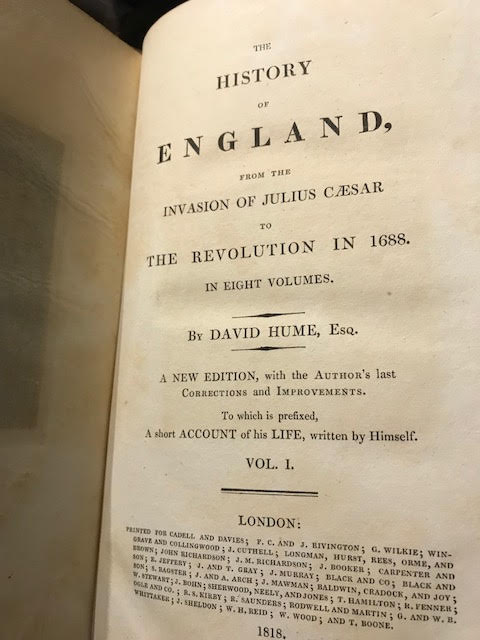 THE
HISTORY
OF
ENGLAND,
FROM THE
INVASION OF JULIUS CÆSAR
TO
THE REVOLUTION IN 1688.
IN EIGHT VOLUMES.
By DAVID HUME, Esq.
A NEW EDITION, with the Author's last
Corrections and Improvements.
To which is prefixed,
A short ACCOUNT of his LIFE, written by Himself.
VOL. I.
LONDON:
PRINTED FOR CADELL AND DAVIES; F. C. AND J. RIVINGTON; G. WILKIE; WIN-
GRAVE AND COLLINGWOOD; J. CUTHELL; LONGMAN, HURST, REES, ORME, AND
BROWN; JOHN RICHARDSON; J. M. RICHARDSON; J. BOOKER; CARPENTER AND
SON; E. JEFFERY; J. AND T. GRAY; J. MURRAY; BLACK AND CO; BLACK AND
SON; S. BAGSTER; J. AND A. ARCH; J. MAWMAN; BALDWIN, CRADOCK, AND JOY;
W. STEWART; J. BOHN; SHERWOOD, NEELY, AND JONES; T. HAMILTON; R. FENNER;
OGLE AND CO.; R. S. KIRBY; R. SAUNDERS; RODWELL AND MARTIN; G. AND W. B.
WHITTAKER; J. SHELDON; W. H. REID; W. WOOD; AND T. BOONE.
1818.